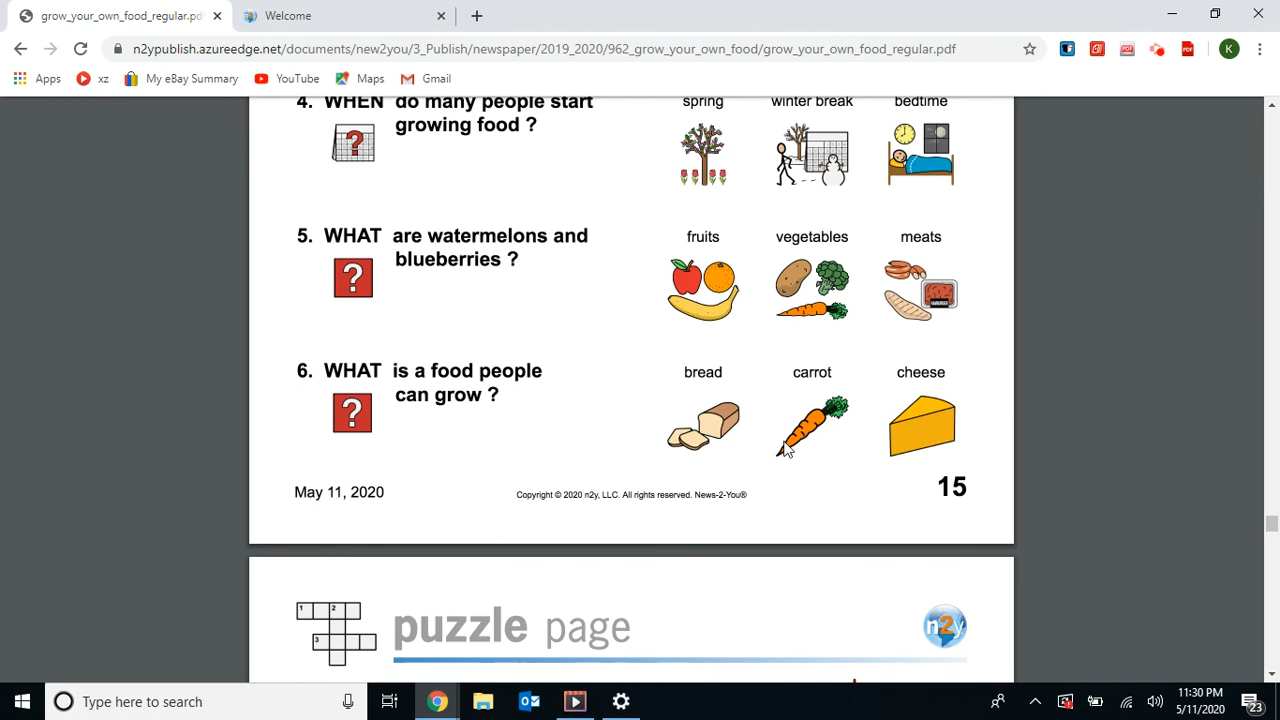 grow_your_own_food_regular.pdf
Welcome
n2ypublish.azureedge.net/documents/new2you/3_Publish/newspaper/2019_2020/962_grow_your_own_food/grow_your_own_food_regular.pdf
K
Apps
xz
My eBay Summary
YouTube
Maps
Gmail
4. WHEN do many people start
growing food ?
spring
winter break
bedtime
5. WHAT are watermelons and
blueberries ?
fruits
vegetables
meats
6. WHAT is a food people
can grow ?
bread
carrot
cheese
May 11, 2020
Copyright © 2020 n2y, LLC. All rights reserved. News-2-You®
15
1 2
3
puzzle page
n2y
Type here to search
11:30 PM
5/11/2020
23